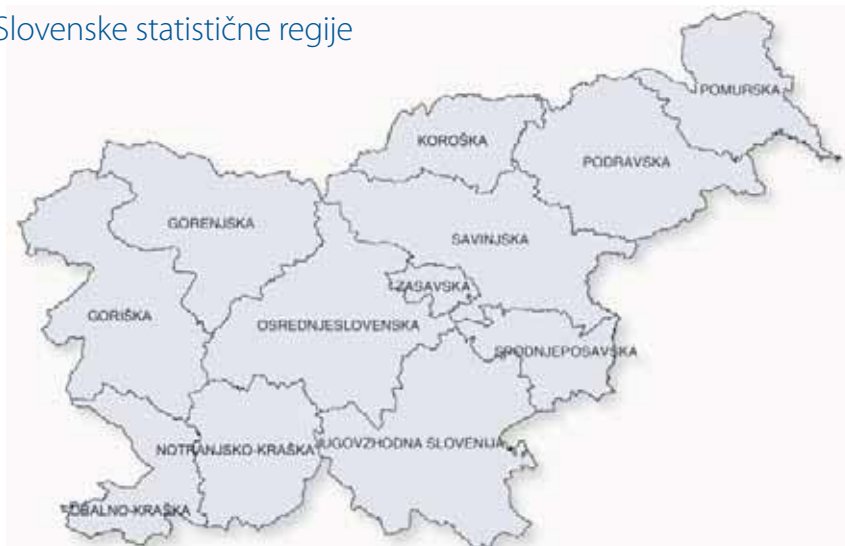 Slovenske statistične regije
POMURSKA
KOROŠKA
PODRAVSKA
GORENJSKA
SAVINJSKA
ZASAVSKA
GORIŠKA
OSREDNJESLOVENSKA
SPODNJEPOSAVSKA
NOTRANJSKO-KRAŠKA
JUGOVZHODNA SLOVENIJA
OBALNO-KRAŠKA